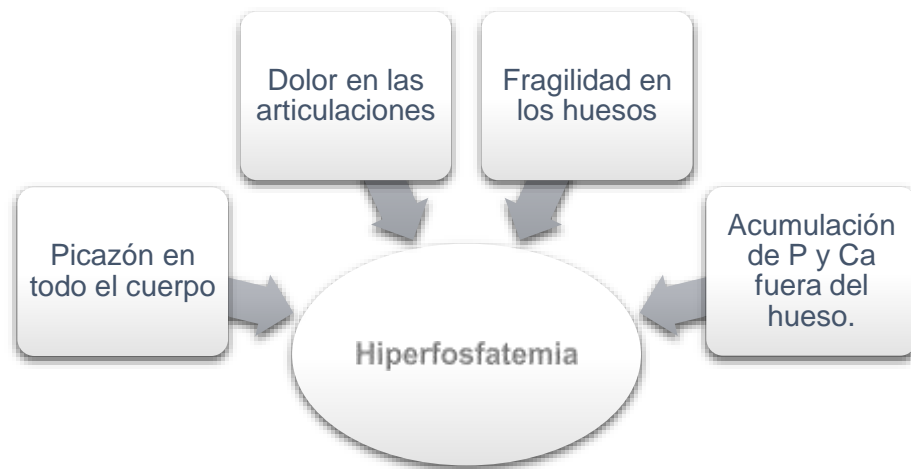 Dolor en las
articulaciones
Fragilidad en
los huesos
Picazón en
todo el cuerpo
Acumulación
de P y Ca
fuera del
hueso.
Hiperfosfatemia